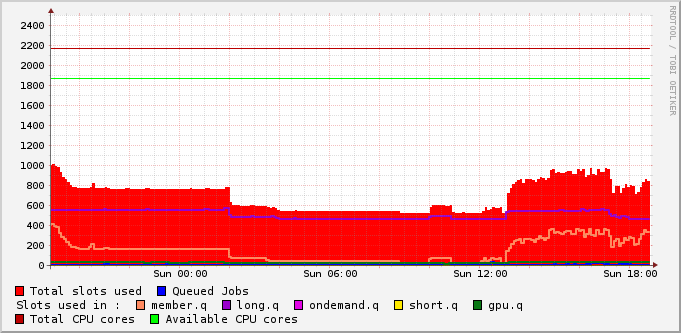 2400
2200
2000
1800
1600
1400
1200
1000
800
600
400
200
0
Sun 00:00 Sun 06:00 Sun 12:00 Sun 18:00
Total slots used Queued Jobs
Slots used in : member.q long.q ondemand.q short.q gpu.q
Total CPU cores Available CPU cores
RRDTOOL / TOBI OETIKER